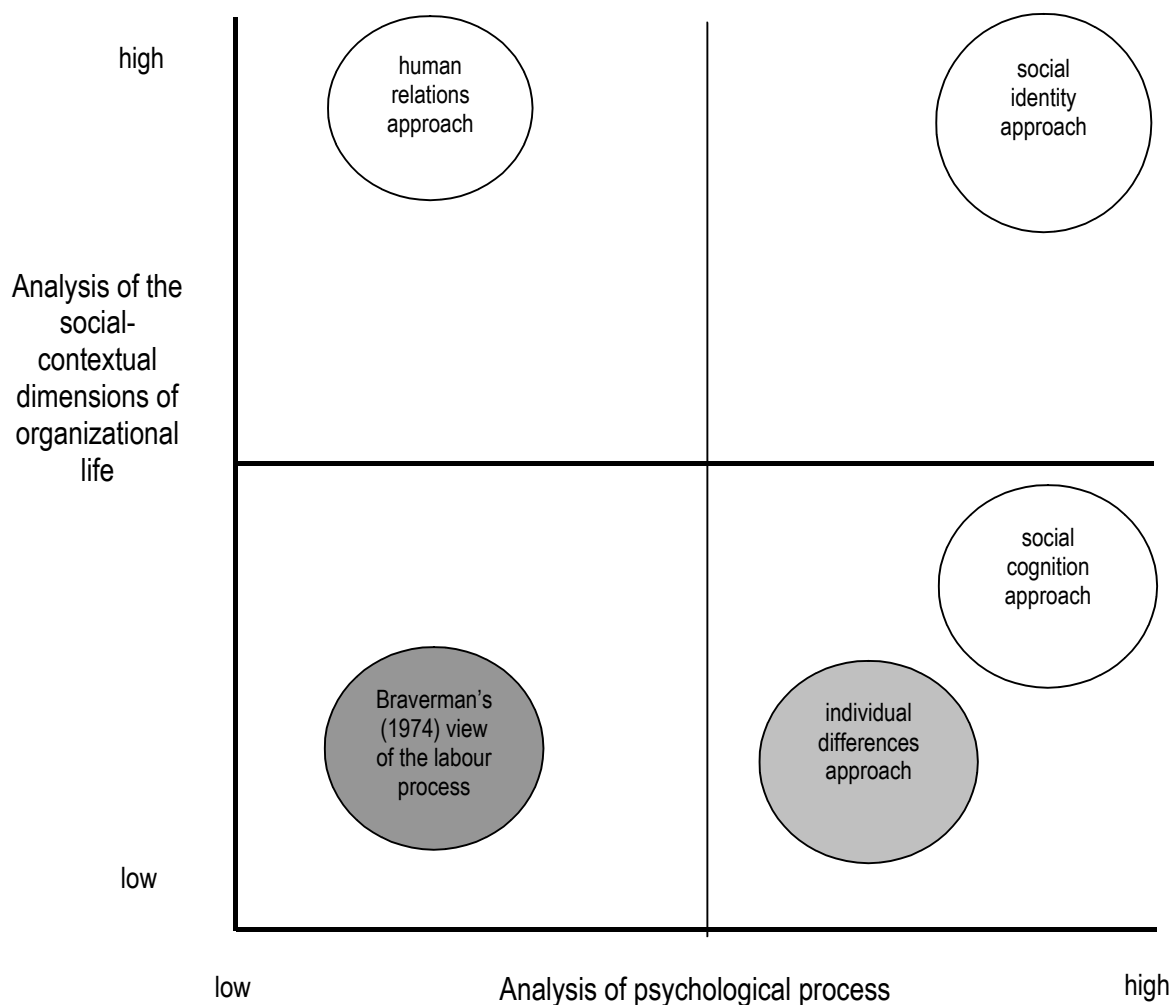 high
human
relations
approach
social
identity
approach
Analysis of the
social-
contextual
dimensions of
organizational
life
social
cognition
approach
Braverman’s
(1974) view
of the labour
process
individual
differences
approach
low
low
Analysis of psychological process
high